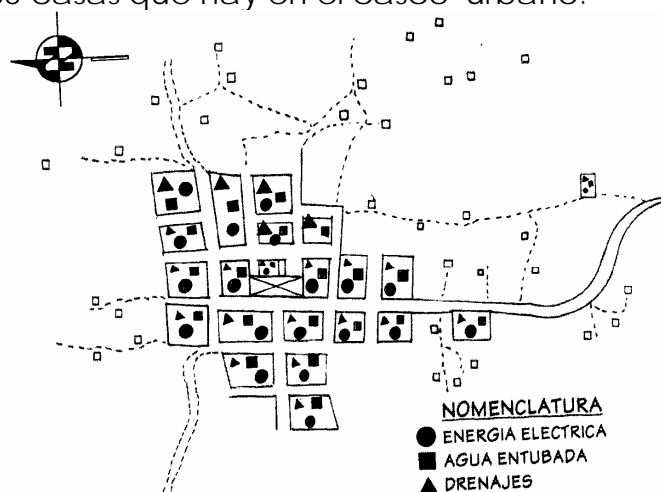 casas que hay en el casco urbano.
NOMENCLATURA
ENERGIA ELECTRICA
AGUA ENTUBADA
DRENAJES